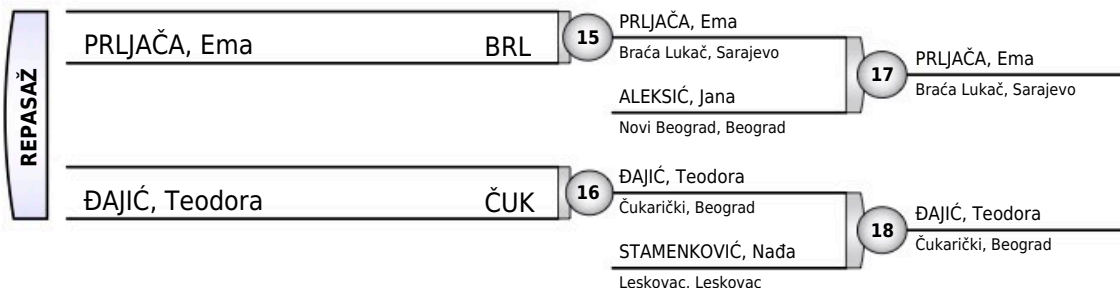 REPASAŽ
PRLJAČA, Ema BRL
15
PRLJAČA, Ema
Braća Lukač, Sarajevo
ALEKSIĆ, Jana
Novi Beograd, Beograd
17
PRLJAČA, Ema
Braća Lukač, Sarajevo
ĐAJIĆ, Teodora ČUK
16
ĐAJIĆ, Teodora
Čukarički, Beograd
STAMENKOVIĆ, Nađa
Leskovac, Leskovac
18
ĐAJIĆ, Teodora
Čukarički, Beograd